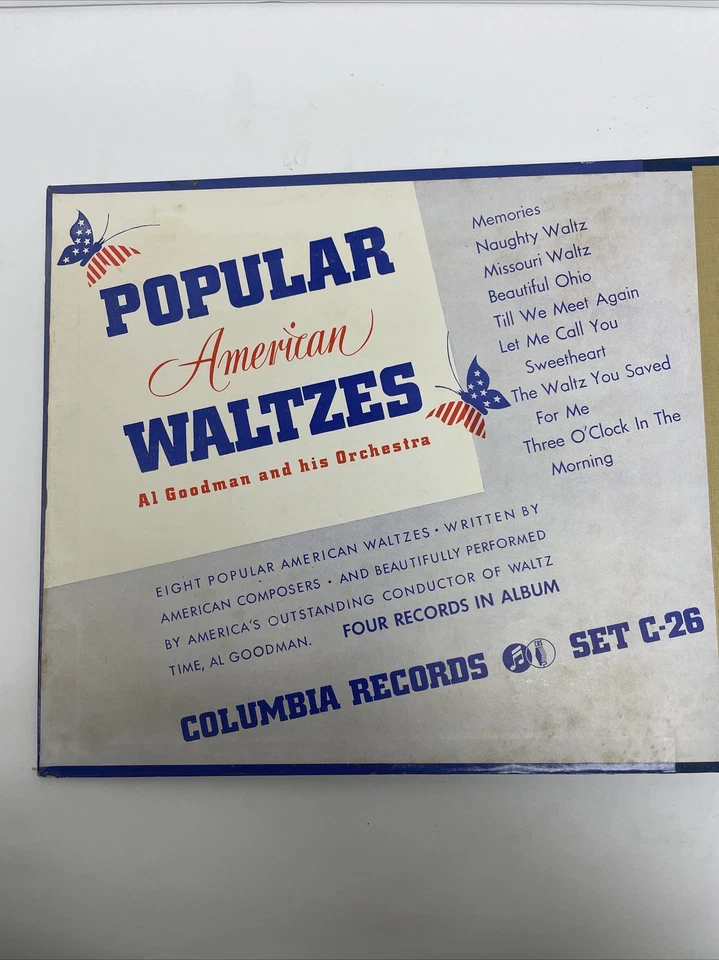 POPULAR
American
WALTZES
Al Goodman and his Orchestra
Memories
Naughty Waltz
Missouri Waltz
Beautiful Ohio
Till We Meet Again
Let Me Call You
Sweetheart
The Waltz You Saved
For Me
Three O'Clock In The
Morning
EIGHT POPULAR AMERICAN WALTZES • WRITTEN BY
AMERICAN COMPOSERS • AND BEAUTIFULLY PERFORMED
BY AMERICA'S OUTSTANDING CONDUCTOR OF WALTZ
TIME, AL GOODMAN. FOUR RECORDS IN ALBUM
COLUMBIA RECORDS CBS SET C-26